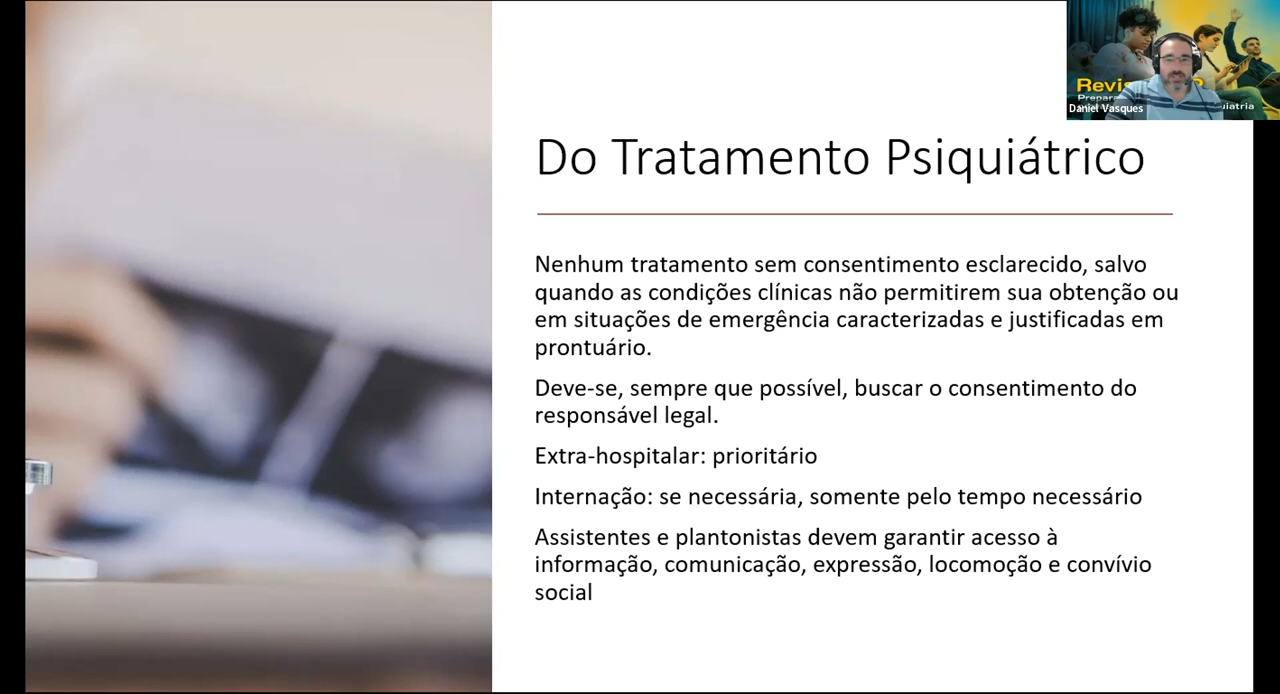 Revis
Prepara
Daniel Vasques
uiatria
Do Tratamento Psiquiátrico
Nenhum tratamento sem consentimento esclarecido, salvo
quando as condições clínicas não permitirem sua obtenção ou
em situações de emergência caracterizadas e justificadas em
prontuário.
Deve-se, sempre que possível, buscar o consentimento do
responsável legal.
Extra-hospitalar: prioritário
Internação: se necessária, somente pelo tempo necessário
Assistentes e plantonistas devem garantir acesso à
informação, comunicação, expressão, locomoção e convívio
social